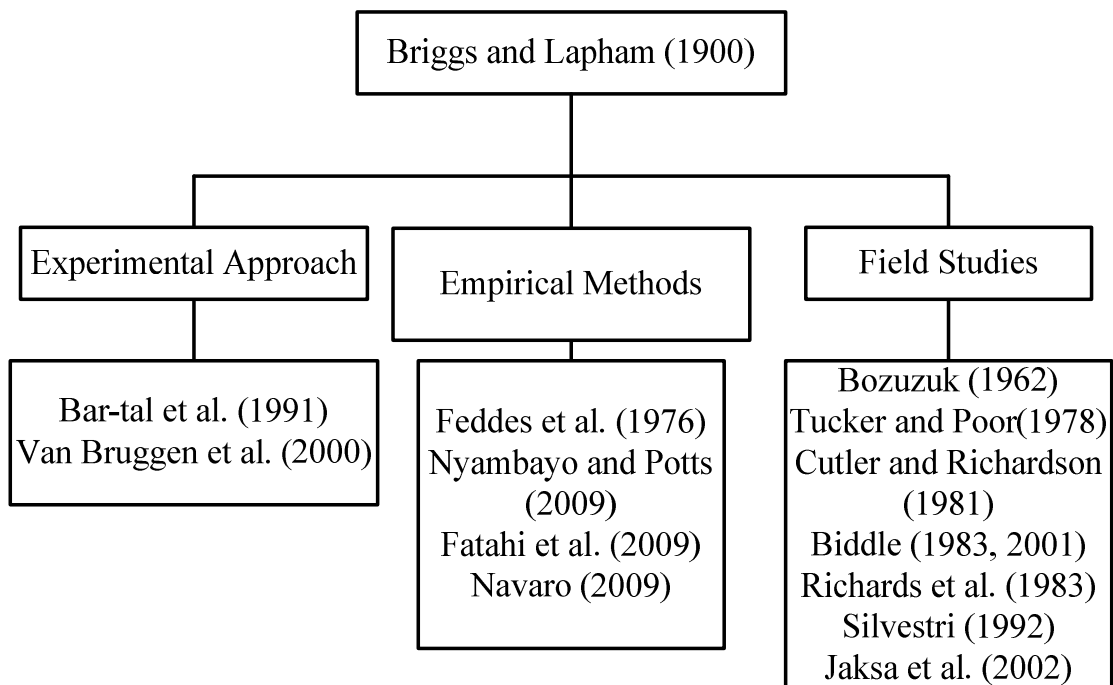 Briggs and Lapham (1900)
Experimental Approach
Empirical Methods
Field Studies
Bar-tal et al. (1991)
Van Bruggen et al. (2000)
Feddes et al. (1976)
Nyambayo and Potts
(2009)
Fatahi et al. (2009)
Navaro (2009)
Bozuzuk (1962)
Tucker and Poor(1978)
Cutler and Richardson
(1981)
Biddle (1983, 2001)
Richards et al. (1983)
Silvestri (1992)
Jaksa et al. (2002)